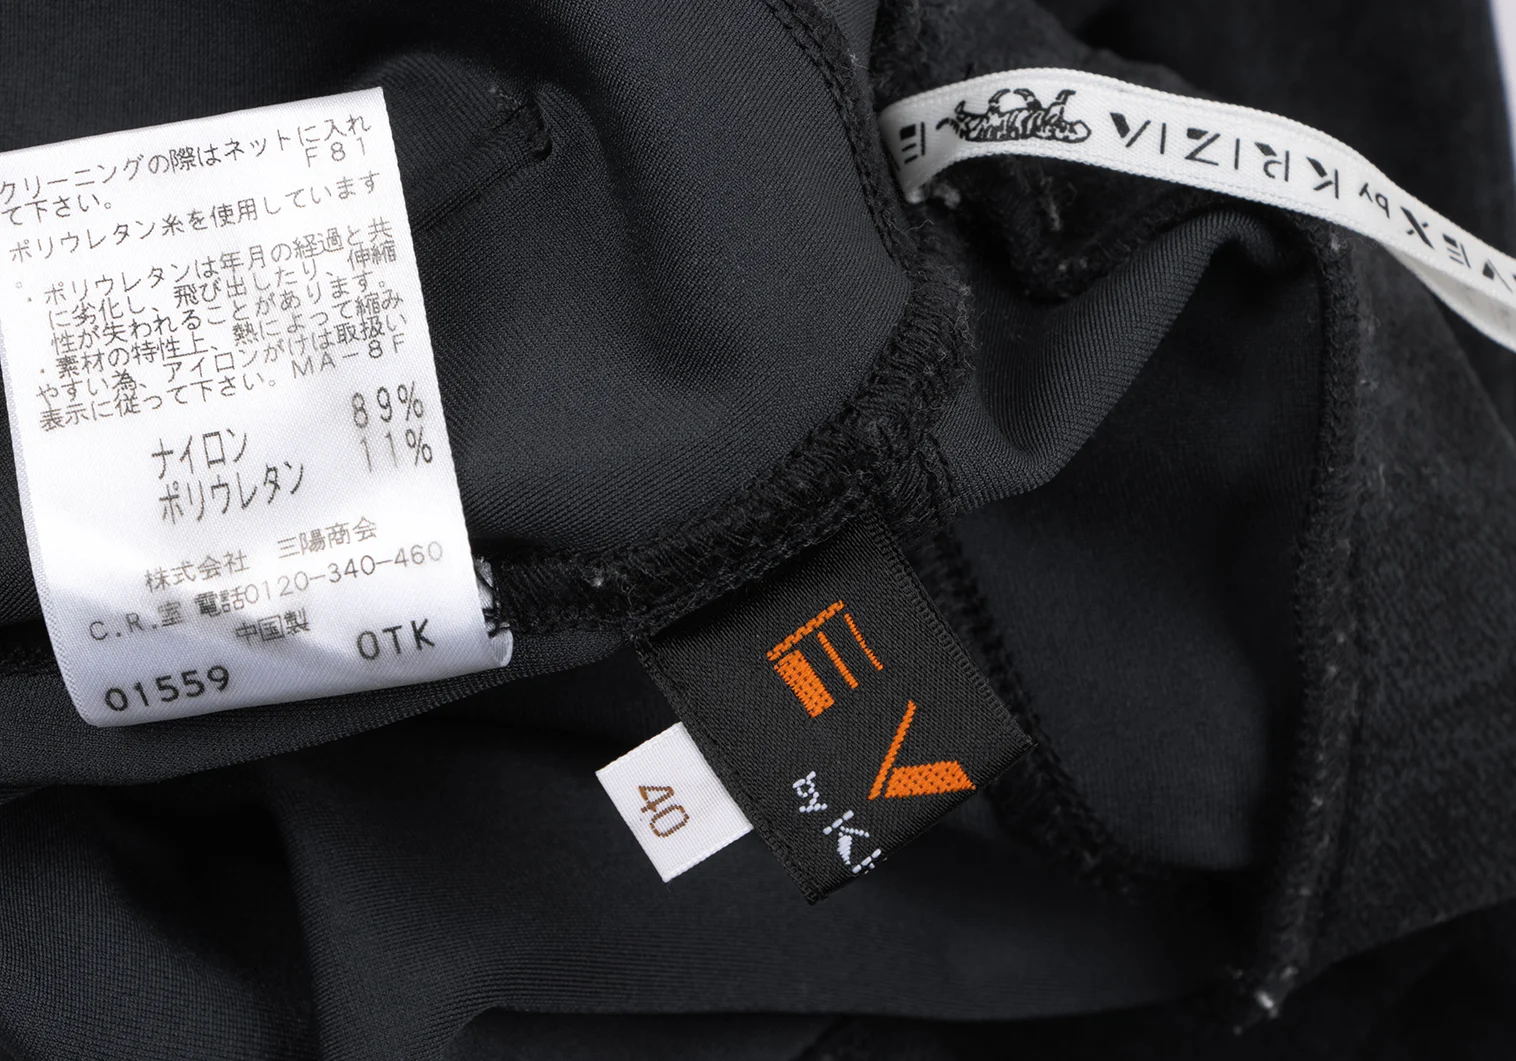 クリーニングの際はネットに入れ
て下さい。 F81
ポリウレタン糸を使用しています
。
・ポリウレタンは年月の経過と共
に劣化し、飛び出したり、伸縮
性が失われることがあります。
・素材の特性上、熱によって縮み
やすい為、アイロンがけは取扱い
表示に従って下さい。MA-8F
ナイロン 89%
ポリウレタン 11%
株式会社 三陽商会
C.R.室 電話0120-340-460
中国製
01559 OTK
40
EV
by K
E
EVEX by KRIZIA